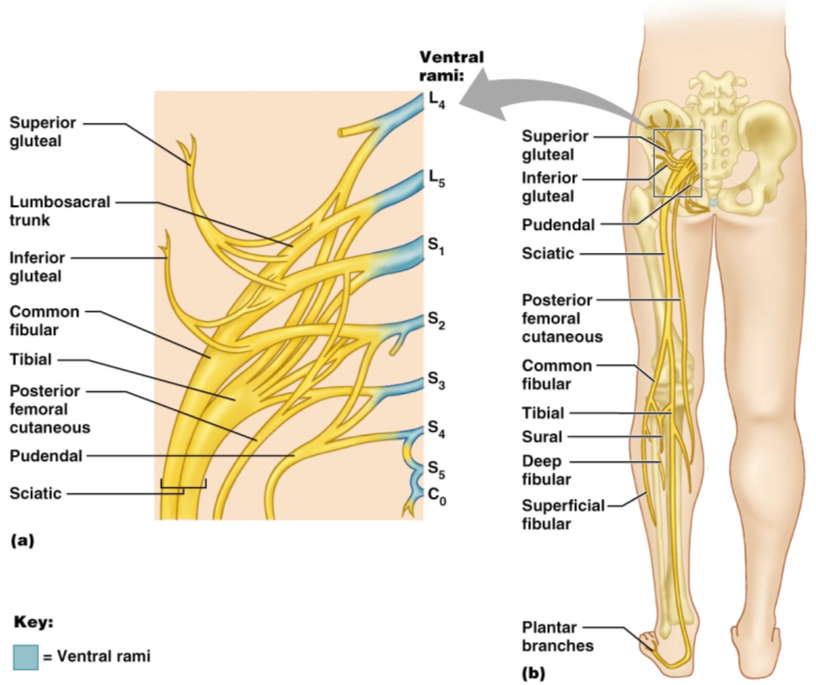 Ventral
rami:
L4
L5
S1
S2
S3
S4
S5
C0
Superior
gluteal
Lumbosacral
trunk
Inferior
gluteal
Common
fibular
Tibial
Posterior
femoral
cutaneous
Pudendal
Sciatic
(a)
Key:
= Ventral rami
Superior
gluteal
Inferior
gluteal
Pudendal
Sciatic
Posterior
femoral
cutaneous
Common
fibular
Tibial
Sural
Deep
fibular
Superficial
fibular
Plantar
branches
(b)